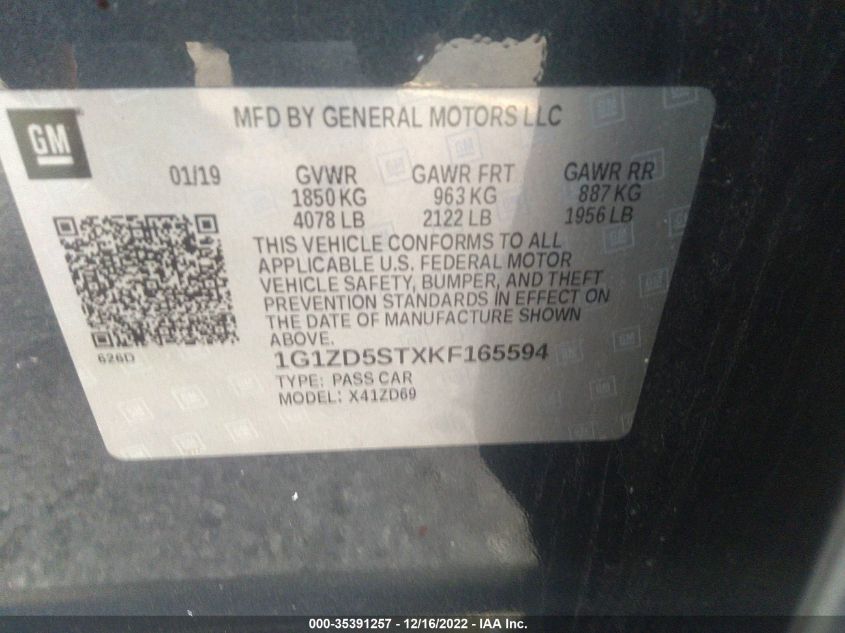 GM
MFD BY GENERAL MOTORS LLC
01/19 GVWR GAWR FRT GAWR RR
1850 KG 963 KG 887 KG
4078 LB 2122 LB 1956 LB
THIS VEHICLE CONFORMS TO ALL
APPLICABLE U.S. FEDERAL MOTOR
VEHICLE SAFETY, BUMPER, AND THEFT
PREVENTION STANDARDS IN EFFECT ON
THE DATE OF MANUFACTURE SHOWN
ABOVE.
626D
1G1ZD5STXKF165594
TYPE: PASS CAR
MODEL: X41ZD69
000-35391257 - 12/16/2022 - IAA Inc.